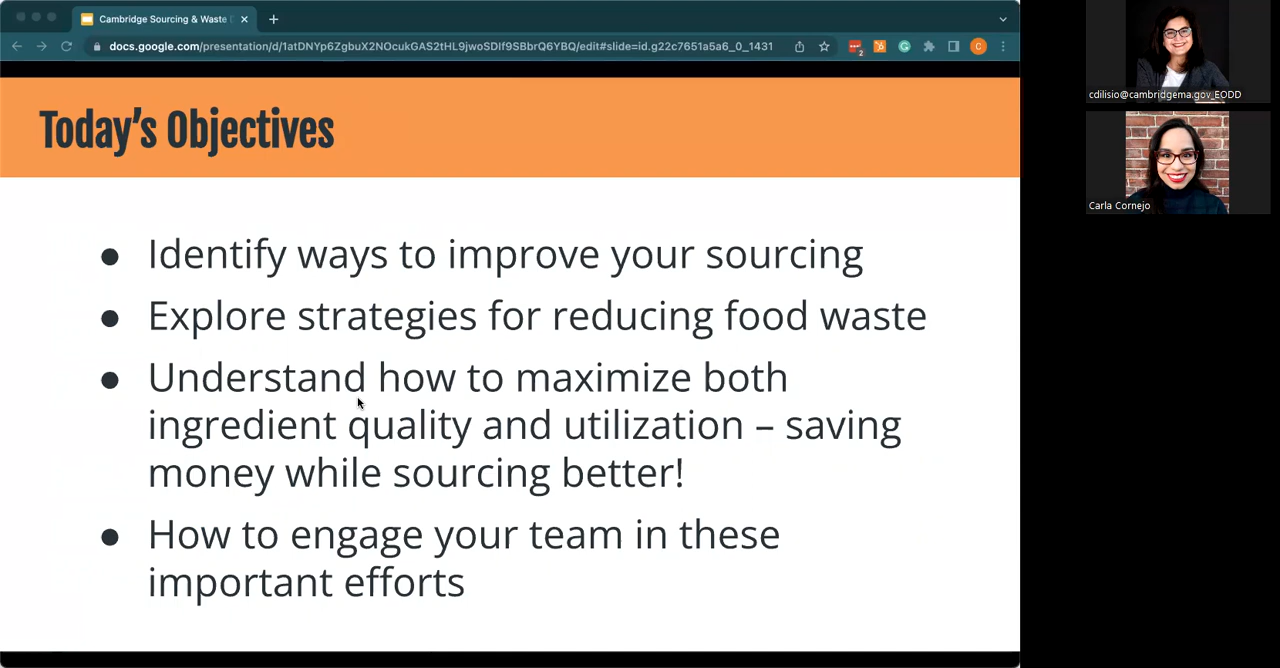 Cambridge Sourcing & Waste
docs.google.com/presentation/d/1atDNYp6ZgbuX2NOcukGAS2tHL9jwoSDIf9SBbrQ6YBQ/edit#slide=id.g22c7651a5a6_0_1431
2
C
cdilisio@cambridgema.gov_EODD
Carla Cornejo
Today's Objectives
● Identify ways to improve your sourcing
● Explore strategies for reducing food waste
● Understand how to maximize both
ingredient quality and utilization – saving
money while sourcing better!
● How to engage your team in these
important efforts